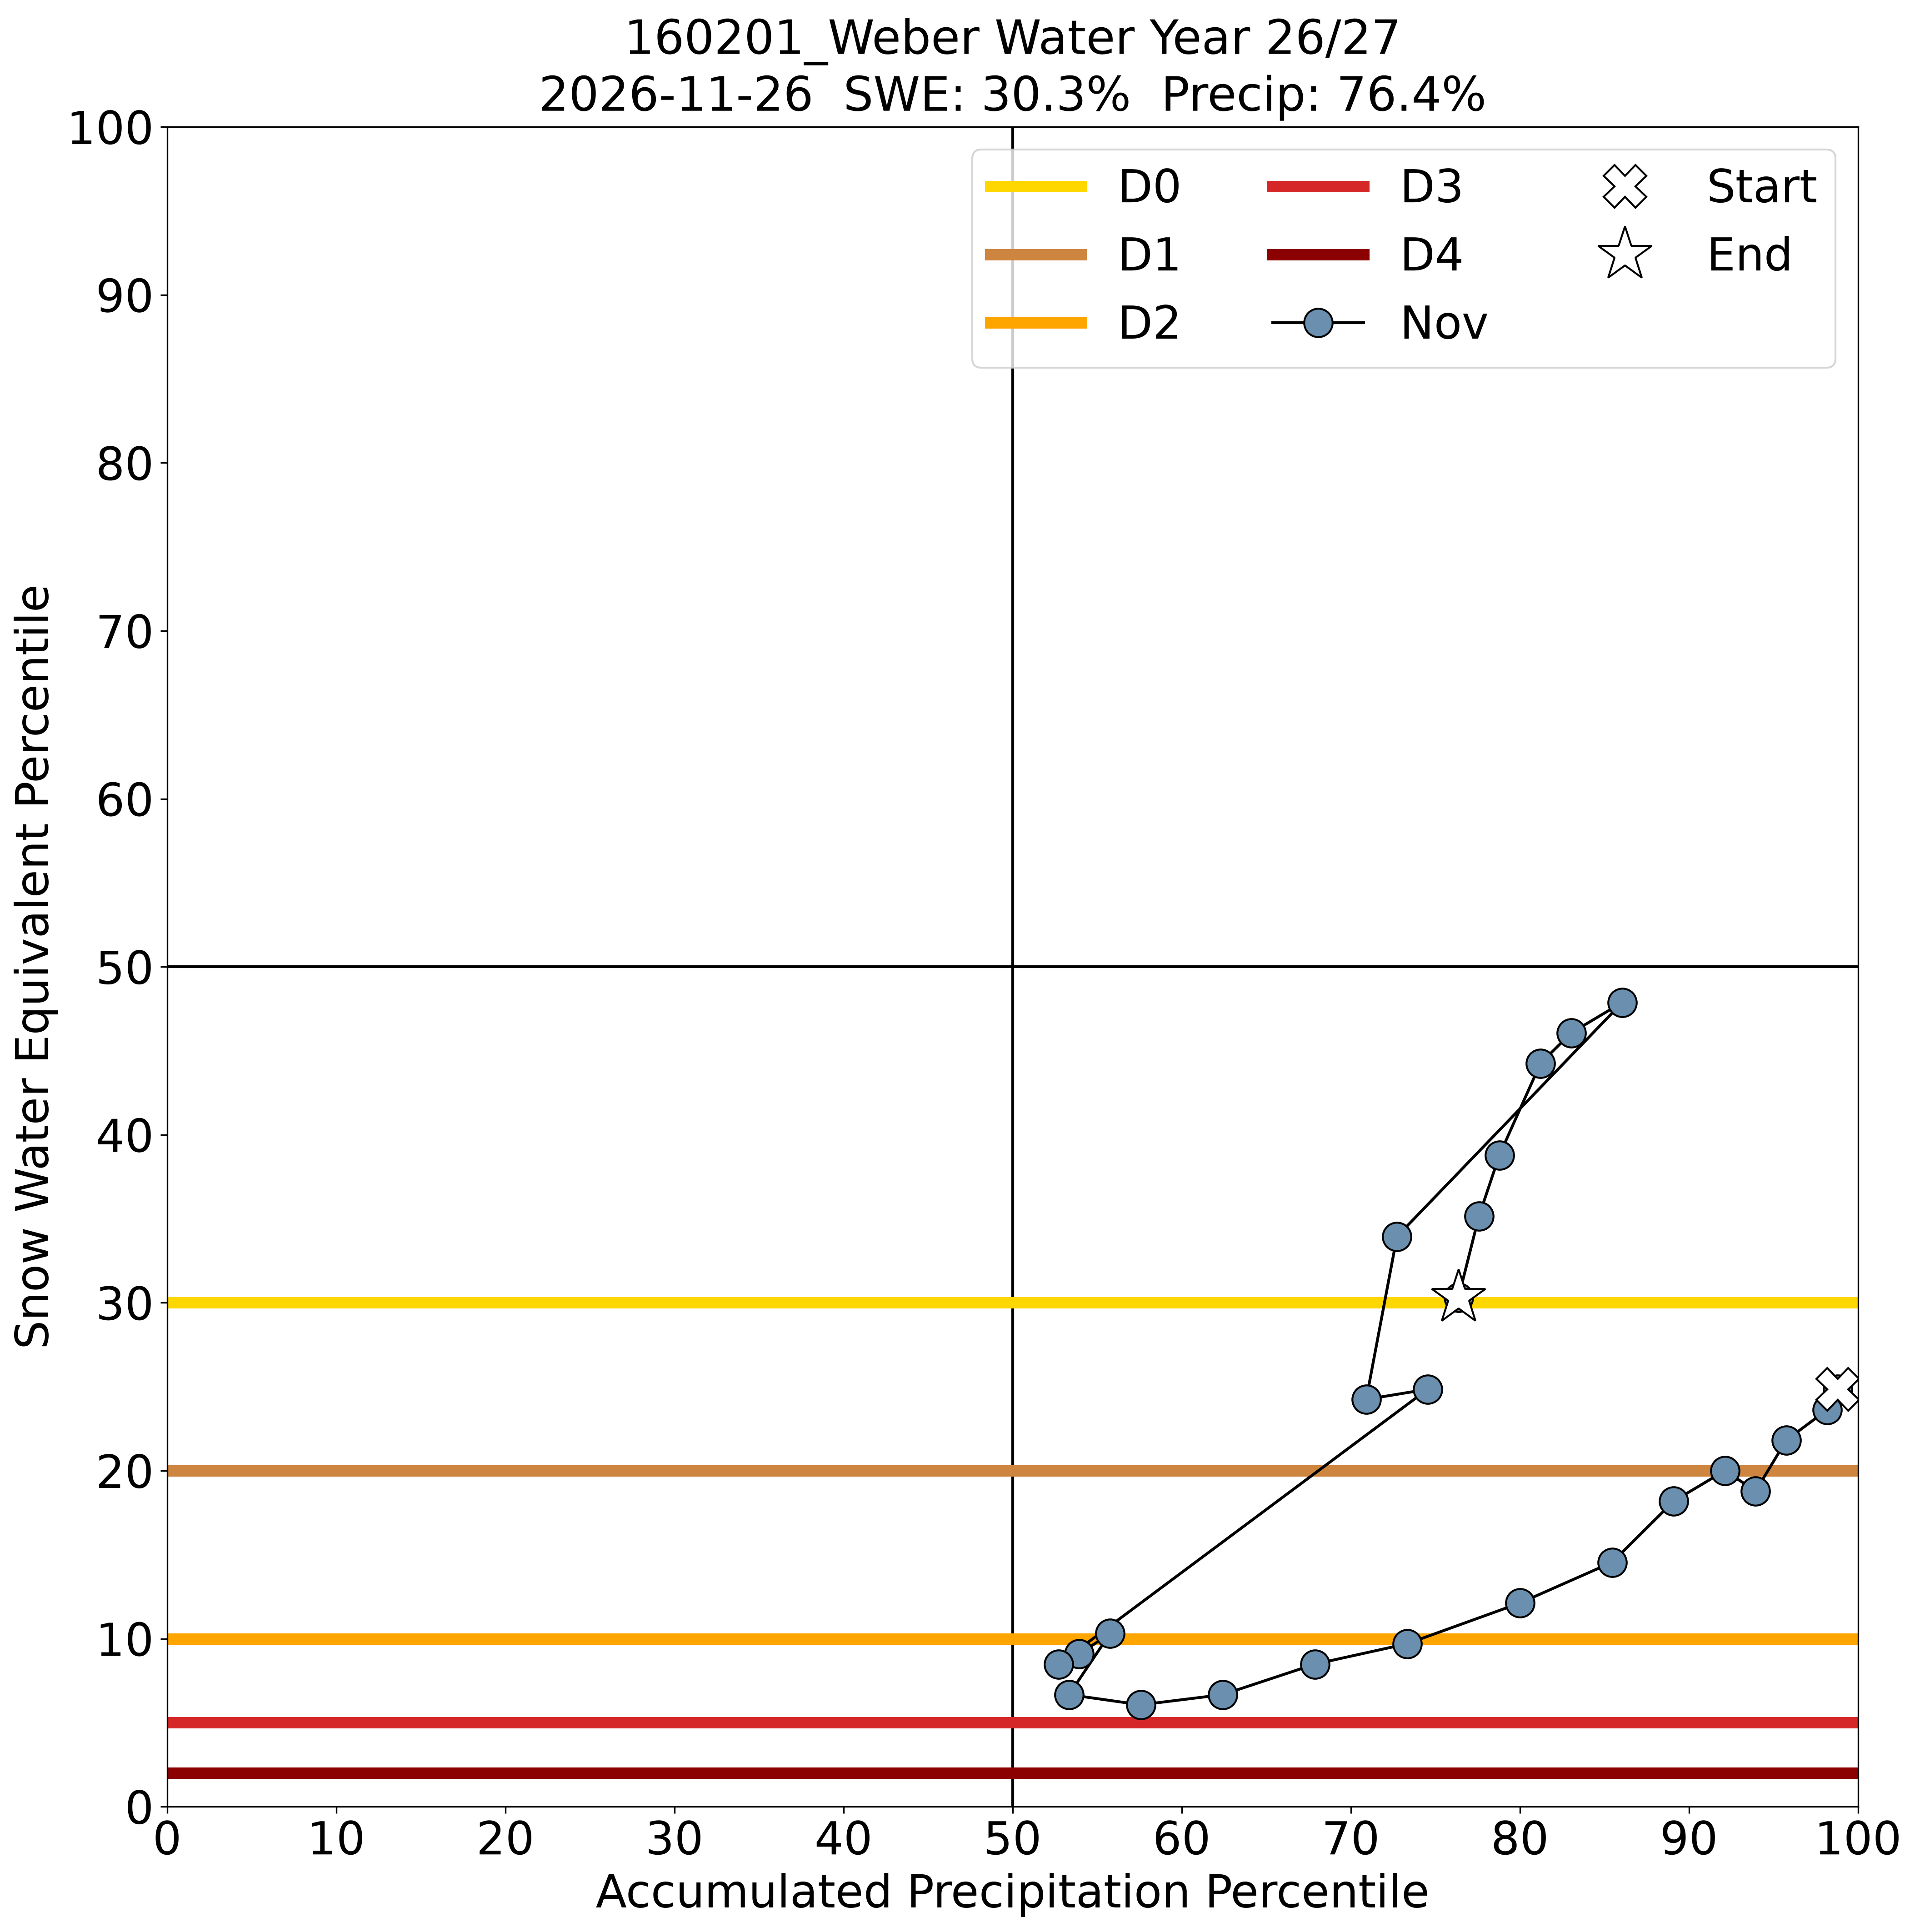 160201_Weber Water Year 26/27
2026-11-26  SWE: 30.3%  Precip: 76.4%
100
90
80
70
60
50
40
30
20
10
0
Snow Water Equivalent Percentile
D0
D1
D2
D3
D4
Nov
Start
End
0 10 20 30 40 50 60 70 80 90 100
Accumulated Precipitation Percentile